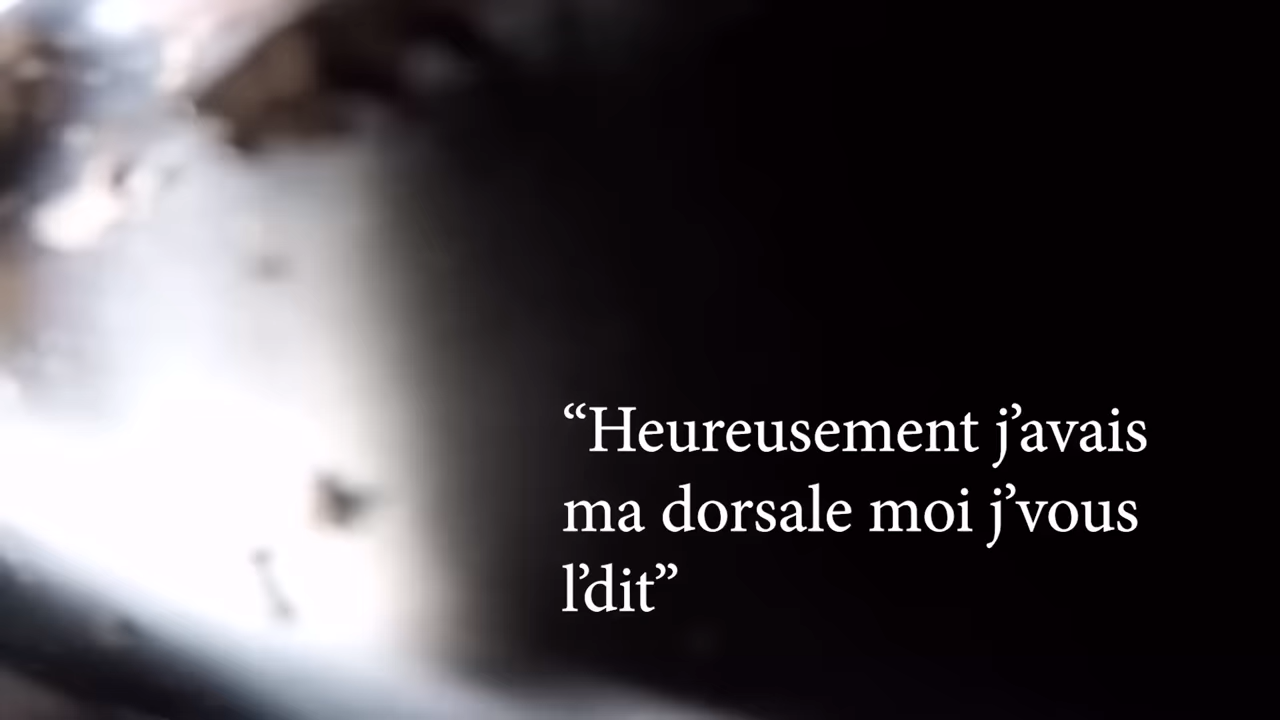 “Heureusement j’avais
ma dorsale moi j’vous
l’dit”